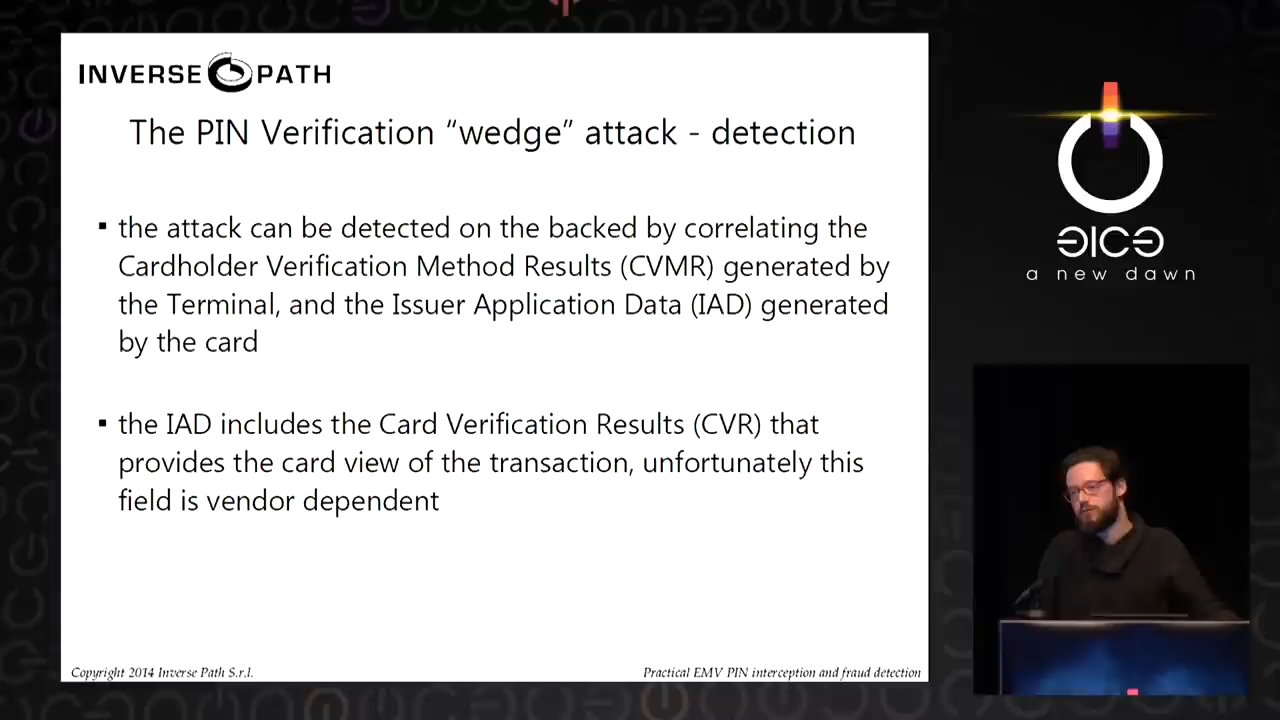 INVERSE PATH
The PIN Verification “wedge” attack - detection
▪ the attack can be detected on the backed by correlating the
Cardholder Verification Method Results (CVMR) generated by
the Terminal, and the Issuer Application Data (IAD) generated
by the card
▪ the IAD includes the Card Verification Results (CVR) that
provides the card view of the transaction, unfortunately this
field is vendor dependent
Copyright 2014 Inverse Path S.r.l.
Practical EMV PIN interception and fraud detection
a new dawn